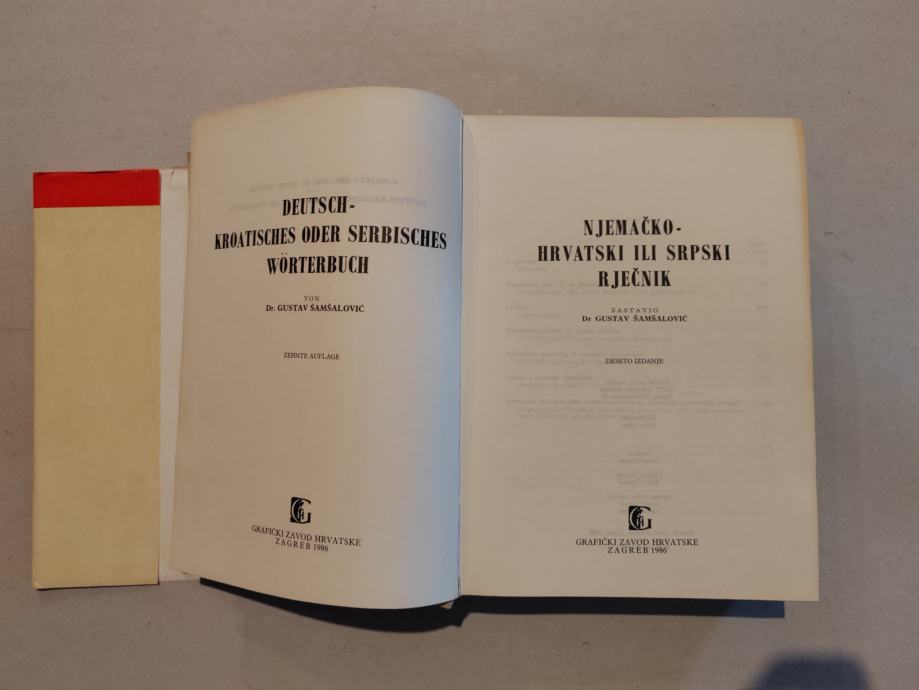 DEUTSCH-
KROATISCHES ODER SERBISCHES
WÖRTERBUCH
VON
Dr. GUSTAV ŠAMŠALOVIĆ
ZEHNTE AUFLAGE
GRAFIČKI ZAVOD HRVATSKE
ZAGREB 1986
NJEMAČKO-
HRVATSKI ILI SRPSKI
RJEČNIK
SASTAVIO
Dr GUSTAV ŠAMŠALOVIĆ
DESETO IZDANJE
GRAFIČKI ZAVOD HRVATSKE
ZAGREB 1986